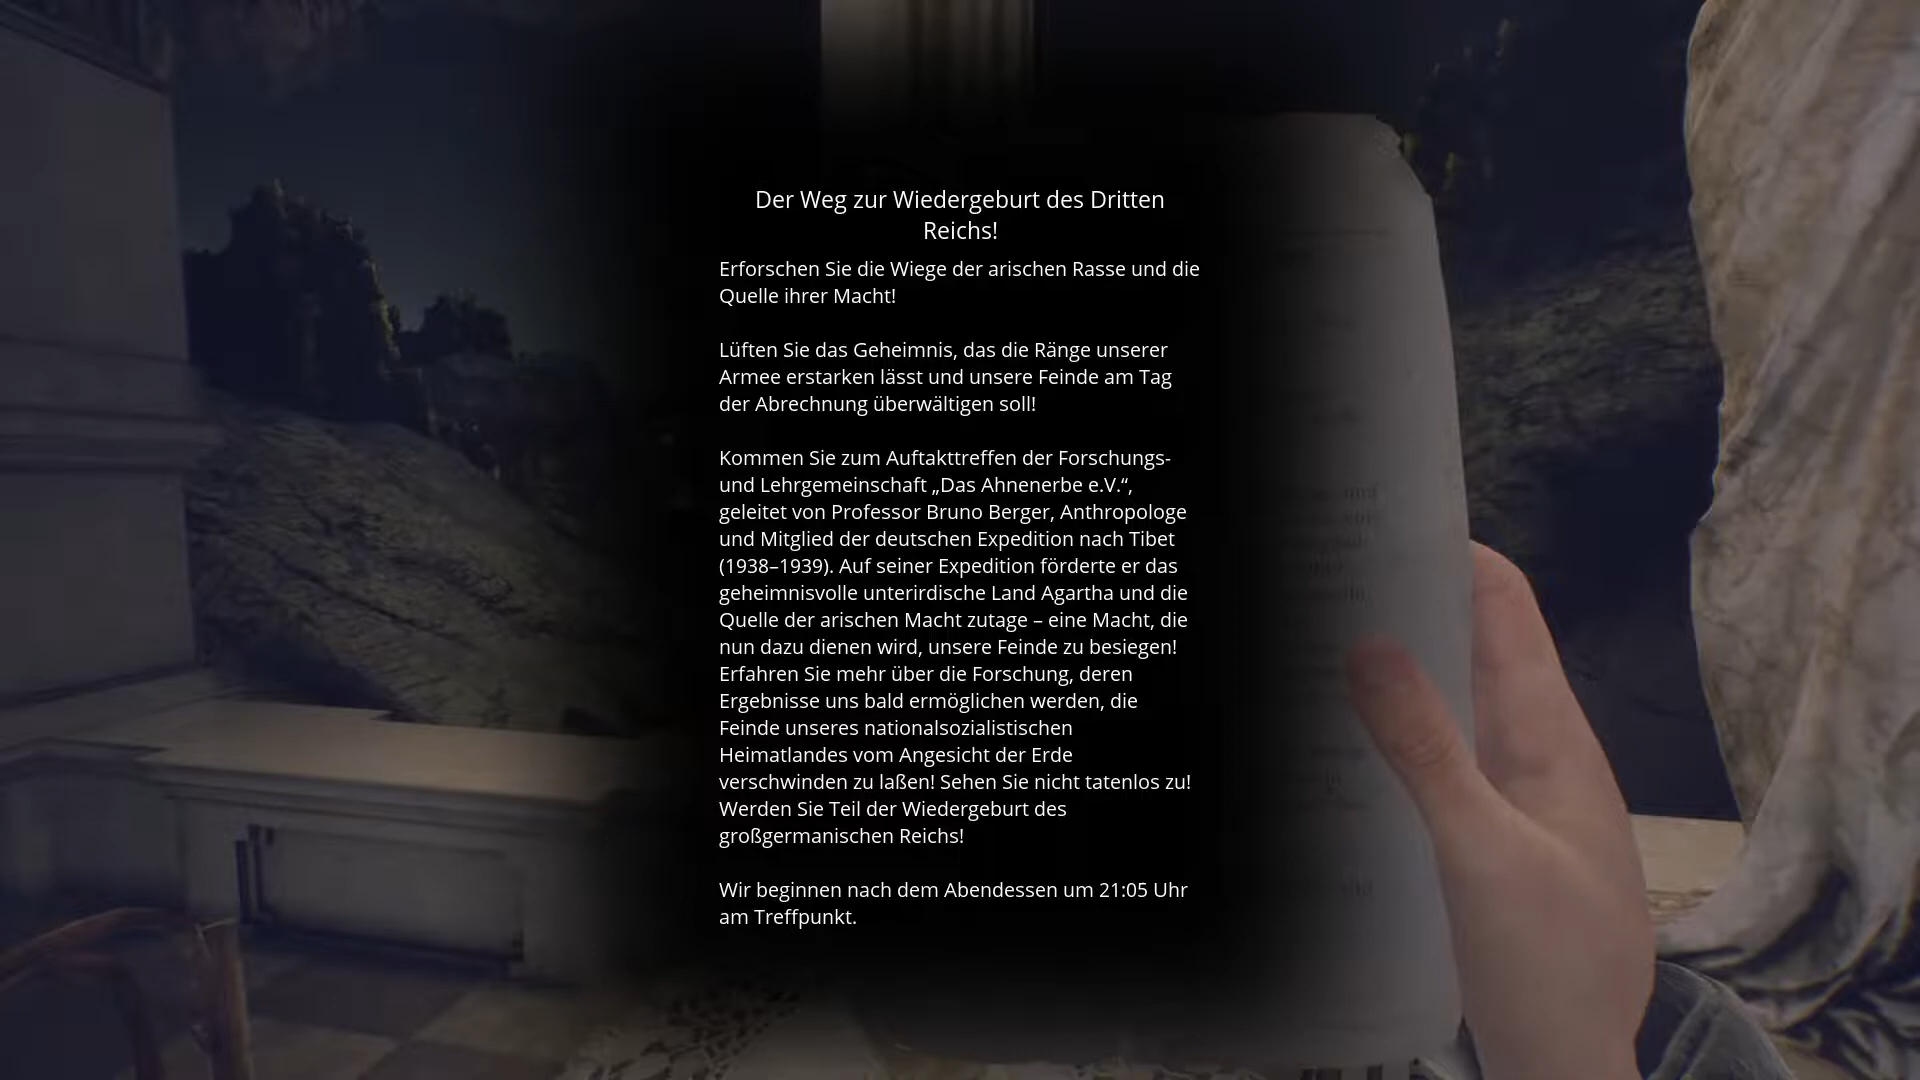 Der Weg zur Wiedergeburt des Dritten
Reichs!
Erforschen Sie die Wiege der arischen Rasse und die
Quelle ihrer Macht!
Lüften Sie das Geheimnis, das die Ränge unserer
Armee erstarken lässt und unsere Feinde am Tag
der Abrechnung überwältigen soll!
Kommen Sie zum Auftakttreffen der Forschungs-
und Lehrgemeinschaft „Das Ahnenerbe e.V.“,
geleitet von Professor Bruno Berger, Anthropologe
und Mitglied der deutschen Expedition nach Tibet
(1938–1939). Auf seiner Expedition förderte er das
geheimnisvolle unterirdische Land Agartha und die
Quelle der arischen Macht zutage – eine Macht, die
nun dazu dienen wird, unsere Feinde zu besiegen!
Erfahren Sie mehr über die Forschung, deren
Ergebnisse uns bald ermöglichen werden, die
Feinde unseres nationalsozialistischen
Heimatlandes vom Angesicht der Erde
verschwinden zu laßen! Sehen Sie nicht tatenlos zu!
Werden Sie Teil der Wiedergeburt des
großgermanischen Reichs!
Wir beginnen nach dem Abendessen um 21:05 Uhr
am Treffpunkt.